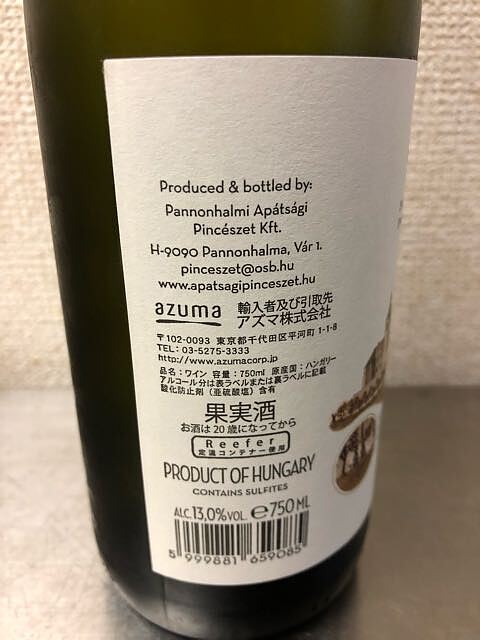 Produced & bottled by:
Pannonhalmi Apátsági
Pincészet Kft.
H-9090 Pannonhalma, Vár 1.
pinceszet@osb.hu
www.apatsagipinceszet.hu
azuma 輸入者及び引取先
アズマ株式会社
〒102-0093 東京都千代田区平河町1-1-8
TEL: 03-5275-3333
http://www.azumacorp.jp
品名:ワイン 容量:750ml 原産国:ハンガリー
アルコール分は表ラベルまたは裏ラベルに記載
酸化防止剤(亜硫酸塩)含有
果実酒
お酒は20歳になってから
Reefer
定温コンテナー使用
PRODUCT OF HUNGARY
CONTAINS SULFITES
ALC. 13,0% VOL. ℮ 750 ML
5 999881 659085